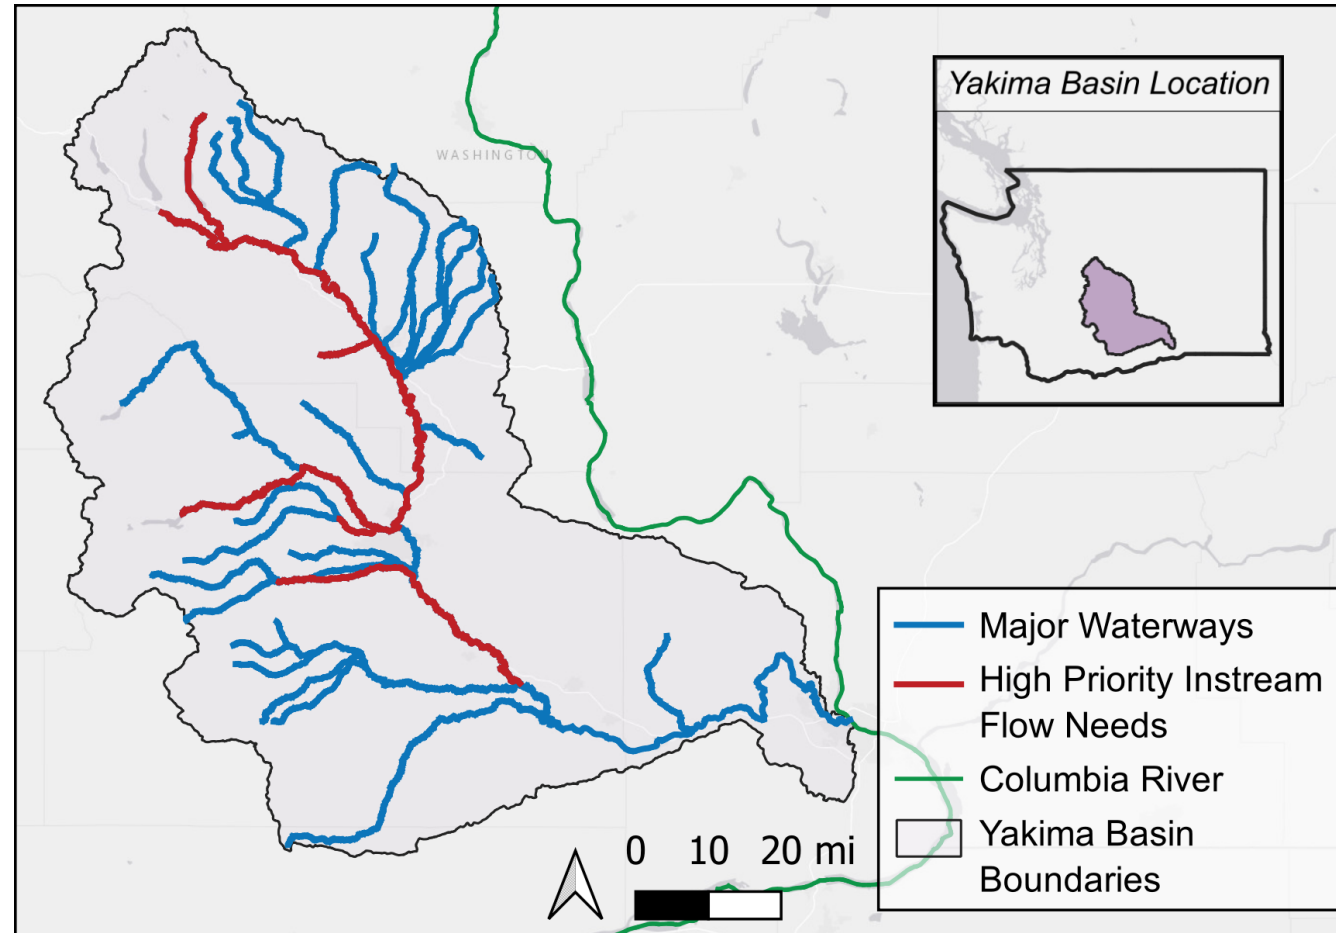 Yakima Basin Location
WASHINGTON
Major Waterways
High Priority Instream
Flow Needs
Columbia River
Yakima Basin
Boundaries
0 10 20 mi